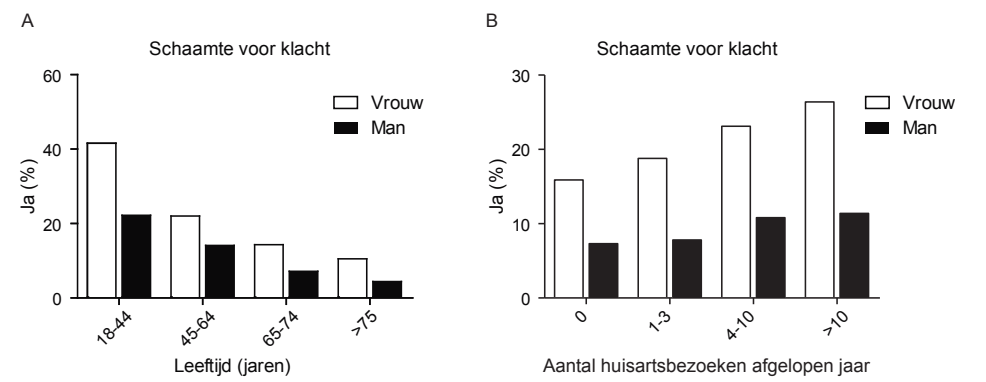 A
Schaamte voor klacht
60
40
20
0
Ja (%)
Vrouw
Man
18-44
45-64
65-74
>75
Leeftijd (jaren)
B
Schaamte voor klacht
30
20
10
0
Ja (%)
Vrouw
Man
0
1-3
4-10
>10
Aantal huisartsbezoeken afgelopen jaar